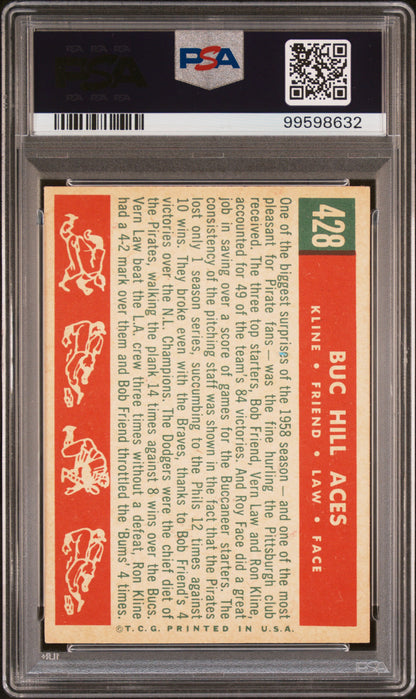 PSA
PSA
99598632
428
BUC HILL ACES
KLINE • FRIEND • LAW • FACE
One of the biggest surprises of the 1958 season — and one of the most
pleasant for Pirate fans — was the fine hurling the Pittsburgh club
received. The three top starters, Bob Friend, Vern Law and Ron Kline,
accounted for 49 of the team's 84 victories. And Roy Face did a great
job in saving over a score of games for the Buccaneer starters. The
consistency of the pitching staff was shown in the fact that the Pirates
lost only 1 season series, succumbing to the Phils 12 times against
10 wins. They broke even with the Braves, thanks to Bob Friend's 4
victories over the N.L. Champions. The Dodgers were the chief diet of
the Pirates, walking the plank 14 times against 8 wins over the Bucs.
Vern Law beat the L.A. crew three times without a defeat, Ron Kline
had a 4-2 mark over them and Bob Friend throttled the 'Bums' 4 times.
©T.C.G. PRINTED IN U.S.A.